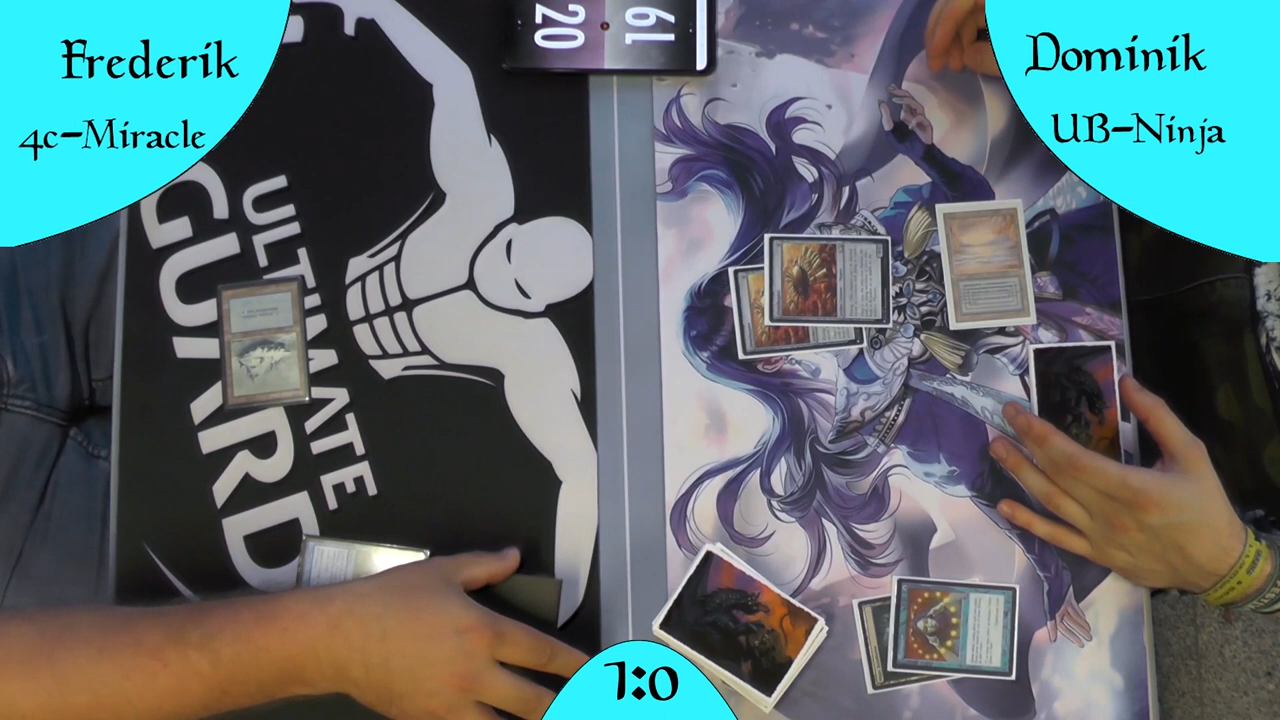 Frederik
4c-Miracle
Dominik
UB-Ninja
20
19
ULTIMATE
GUARD
1:0